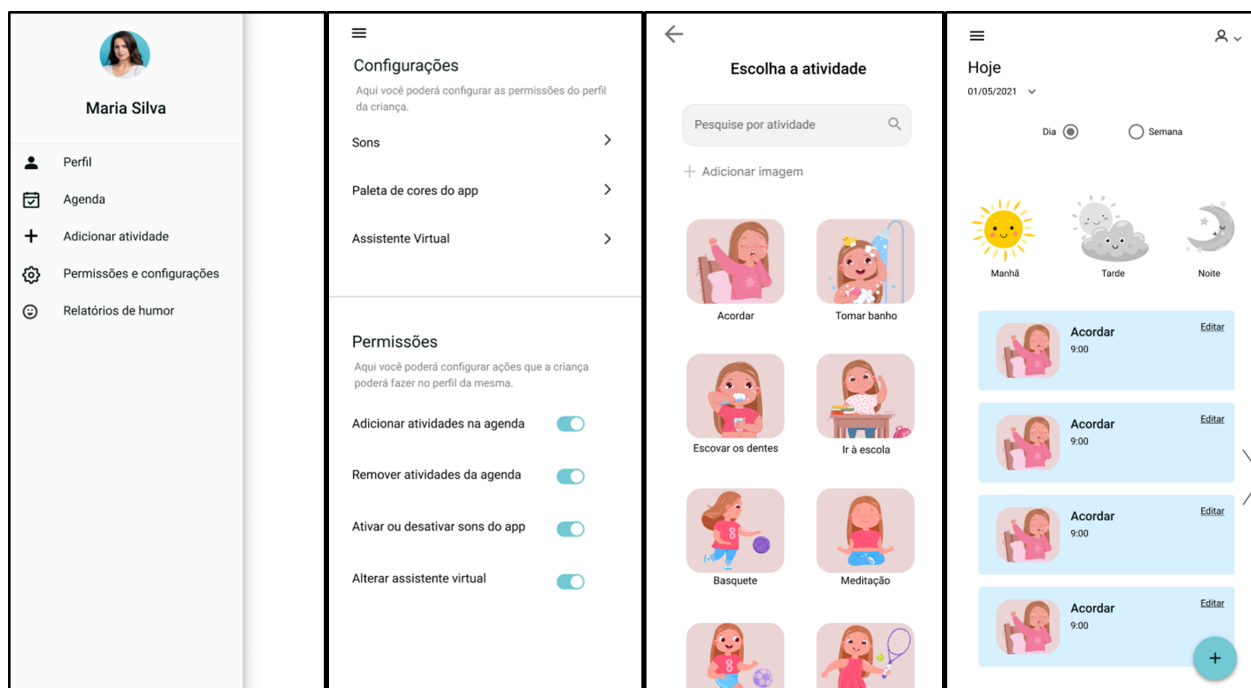 Maria Silva
Perfil
Agenda
Adicionar atividade
Permissões e configurações
Relatórios de humor
Configurações
Aqui você poderá configurar as permissões do perfil
da criança.
Sons
Paleta de cores do app
Assistente Virtual
Permissões
Aqui você poderá configurar ações que a criança
poderá fazer no perfil da mesma.
Adicionar atividades na agenda
Remover atividades da agenda
Ativar ou desativar sons do app
Alterar assistente virtual
Escolha a atividade
Pesquise por atividade
Adicionar imagem
Acordar
Tomar banho
Escovar os dentes
Ir à escola
8
Basquete
Meditação
8
Hoje
01/05/2021
Dia
Semana
Manhã
Tarde
Noite
Acordar
Editar
9:00
Acordar
Editar
9:00
Acordar
Editar
9:00
Acordar
Editar
9:00